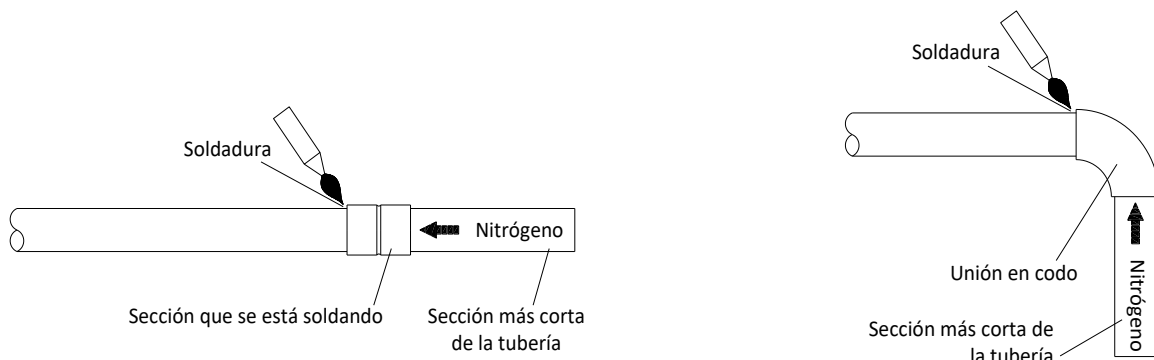 Soldadura
Nitrógeno
Sección que se está soldando
Sección más corta
de la tubería
Soldadura
Unión en codo
Nitrógeno
Sección más corta de
la tubería